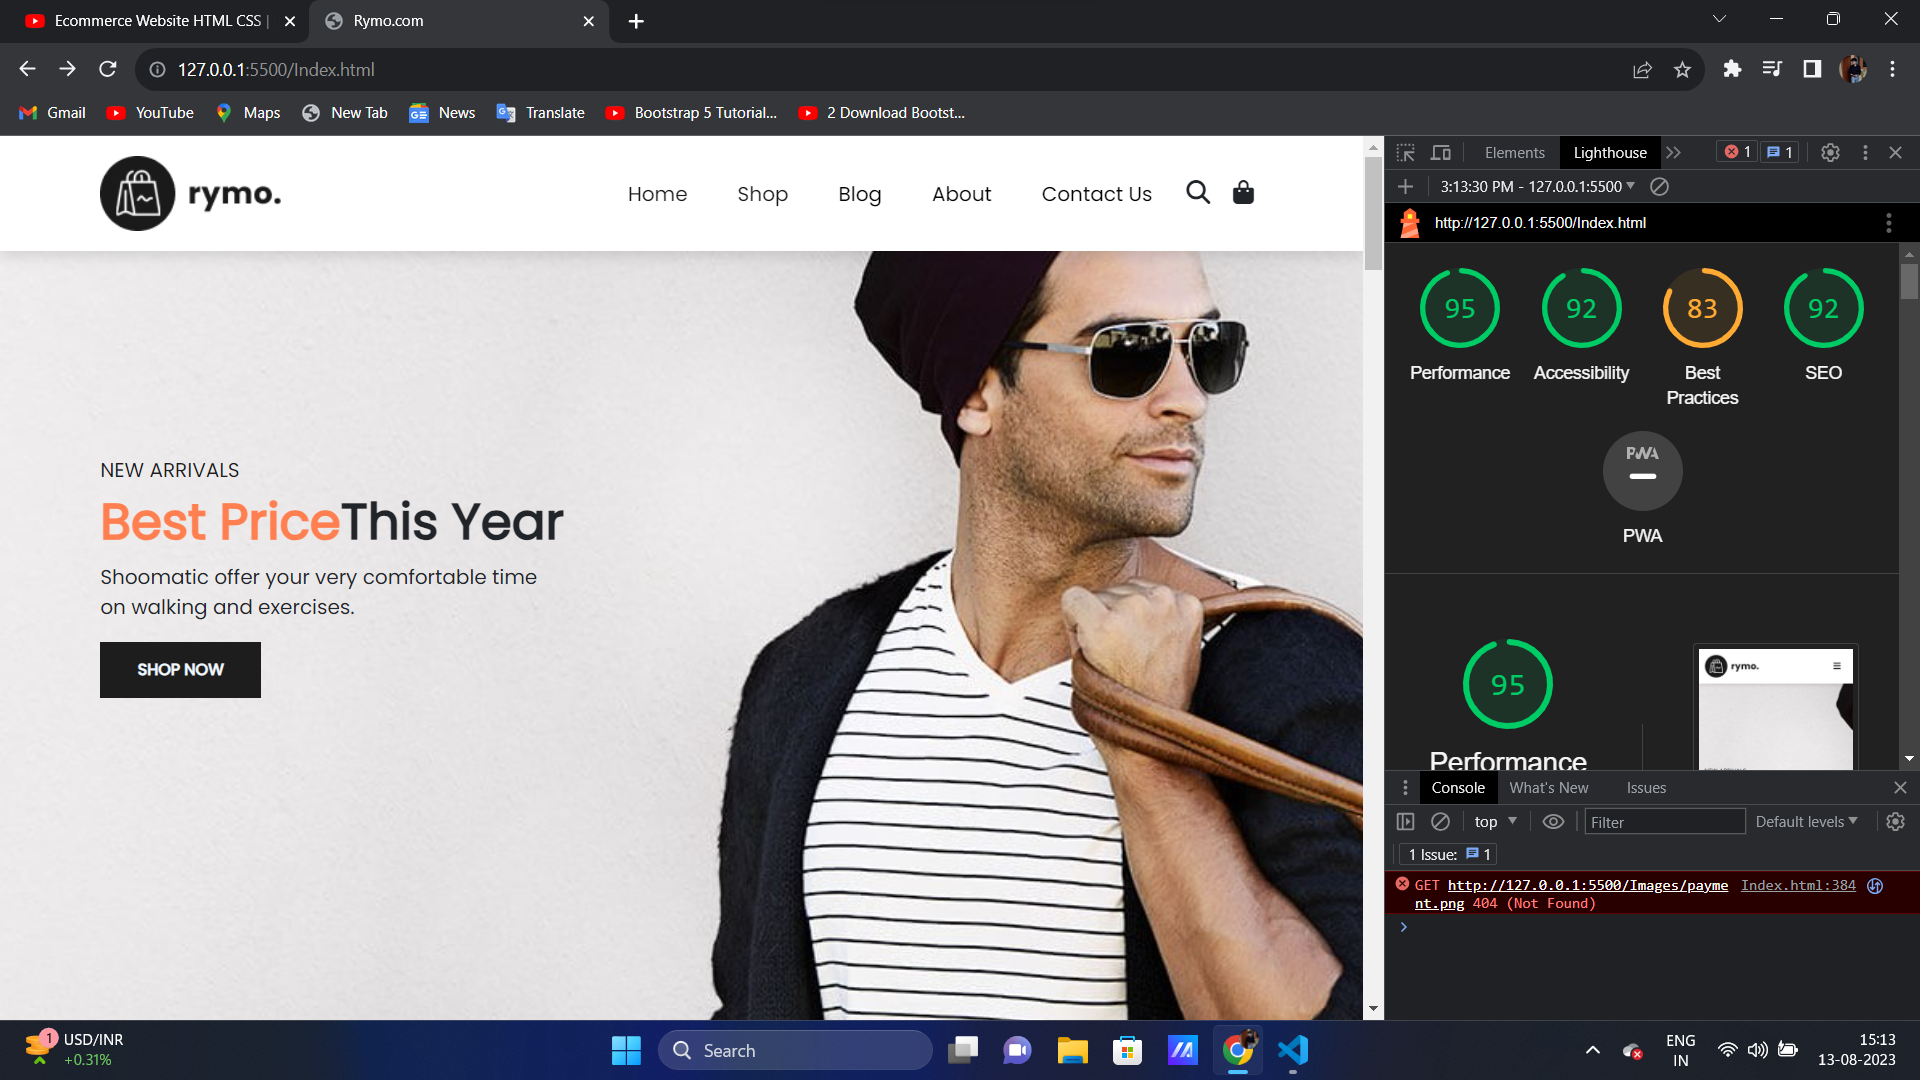 Ecommerce Website HTML CSS |
Rymo.com
127.0.0.1:5500/Index.html
Gmail
YouTube
Maps
New Tab
News
Translate
Bootstrap 5 Tutorial...
2 Download Bootst...
rymo.
Home
Shop
Blog
About
Contact Us
NEW ARRIVALS
Best PriceThis Year
Shoomatic offer your very comfortable time
on walking and exercises.
SHOP NOW
Elements
Lighthouse
1
1
3:13:30 PM - 127.0.0.1:5500
http://127.0.0.1:5500/Index.html
95
92
83
92
Performance
Accessibility
Best
Practices
SEO
PWA
PWA
95
Performance
rymo.
Console
What's New
Issues
top
Filter
Default levels
1 Issue: 1
GET http://127.0.0.1:5500/Images/payme Index.html:384
nt.png 404 (Not Found)
1
USD/INR
+0.31%
Search
ENG
IN
15:13
13-08-2023